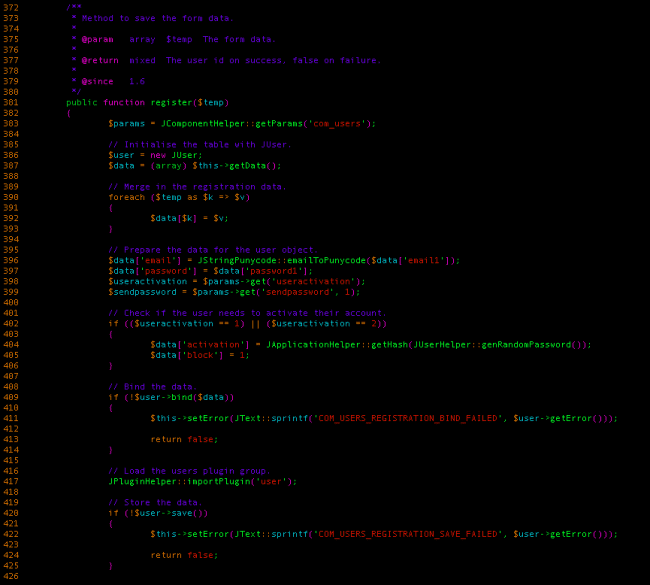 372 /**
373 * Method to save the form data.
374 *
375 * @param array $temp The form data.
376 *
377 * @return mixed The user id on success, false on failure.
378 *
379 * @since 1.6
380 */
381 public function register($temp)
382 {
383 $params = JComponentHelper::getParams('com_users');
384
385 // Initialise the table with JUser.
386 $user = new JUser;
387 $data = (array) $this->getData();
388
389 // Merge in the registration data.
390 foreach ($temp as $k => $v)
391 {
392 $data[$k] = $v;
393 }
394
395 // Prepare the data for the user object.
396 $data['email'] = JStringPunycode::emailToPunycode($data['email1']);
397 $data['password'] = $data['password1'];
398 $useractivation = $params->get('useractivation');
399 $sendpassword = $params->get('sendpassword', 1);
400
401 // Check if the user needs to activate their account.
402 if (($useractivation == 1) || ($useractivation == 2))
403 {
404 $data['activation'] = JApplicationHelper::getHash(JUserHelper::genRandomPassword());
405 $data['block'] = 1;
406 }
407
408 // Bind the data.
409 if (!$user->bind($data))
410 {
411 $this->setError(JText::sprintf('COM_USERS_REGISTRATION_BIND_FAILED', $user->getError()));
412
413 return false;
414 }
415
416 // Load the users plugin group.
417 JPluginHelper::importPlugin('user');
418
419 // Store the data.
420 if (!$user->save())
421 {
422 $this->setError(JText::sprintf('COM_USERS_REGISTRATION_SAVE_FAILED', $user->getError()));
423
424 return false;
425 }
426